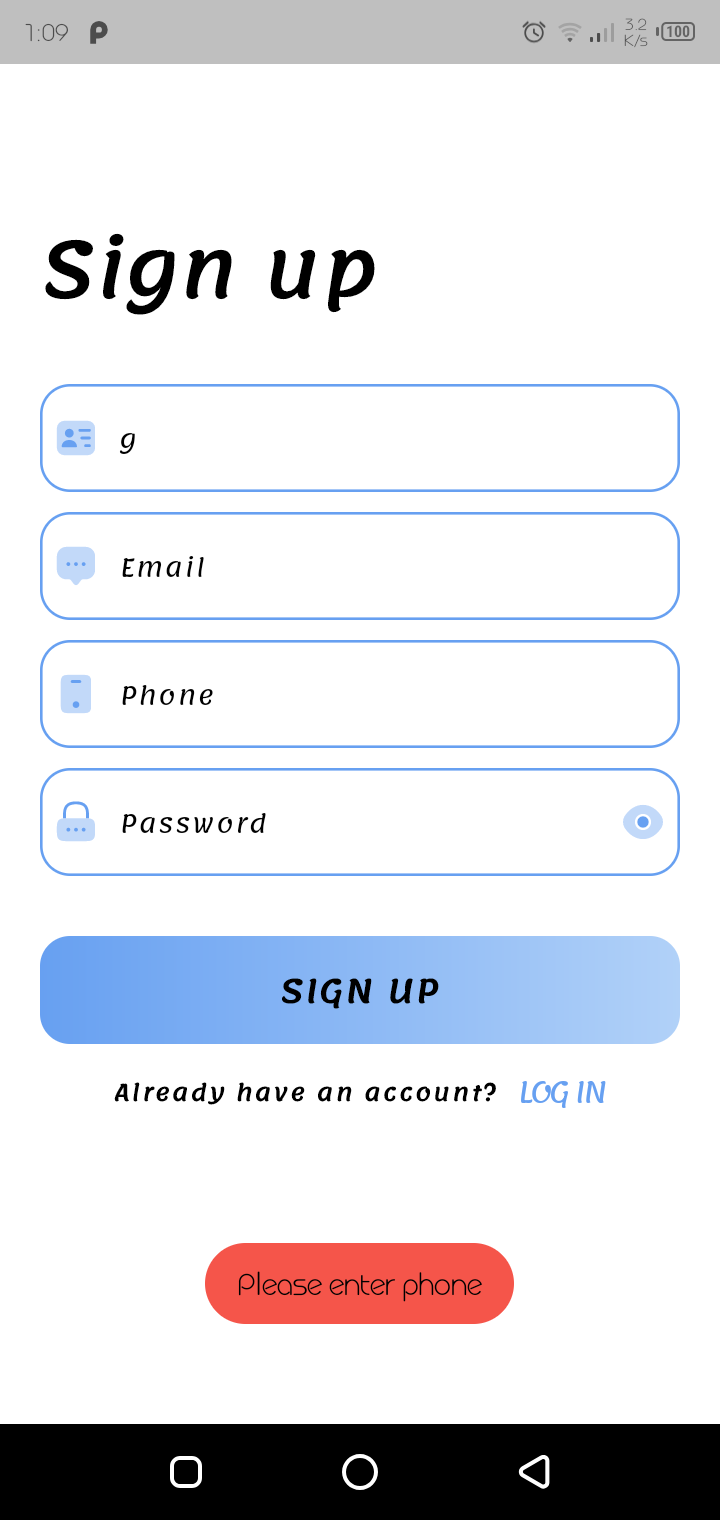 1:09
3.2
K/s
100
Sign up
g
Email
Phone
Password
SIGN UP
Already have an account? LOG IN
Please enter phone